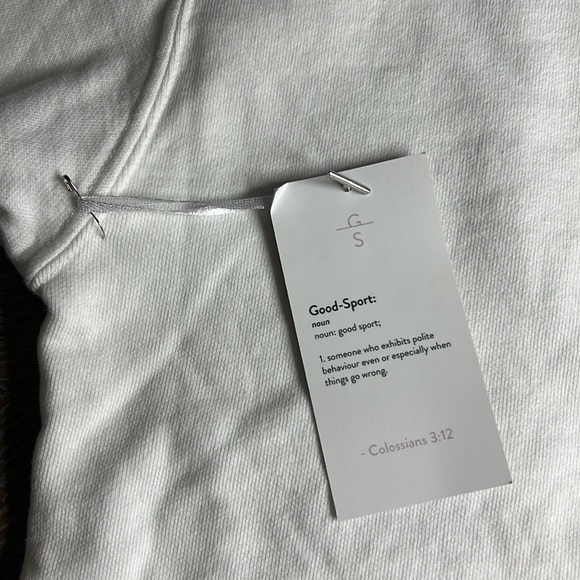 G
S
Good-Sport:
noun
noun: good sport;
1. someone who exhibits polite
behaviour even or especially when
things go wrong.
- Colossians 3:12